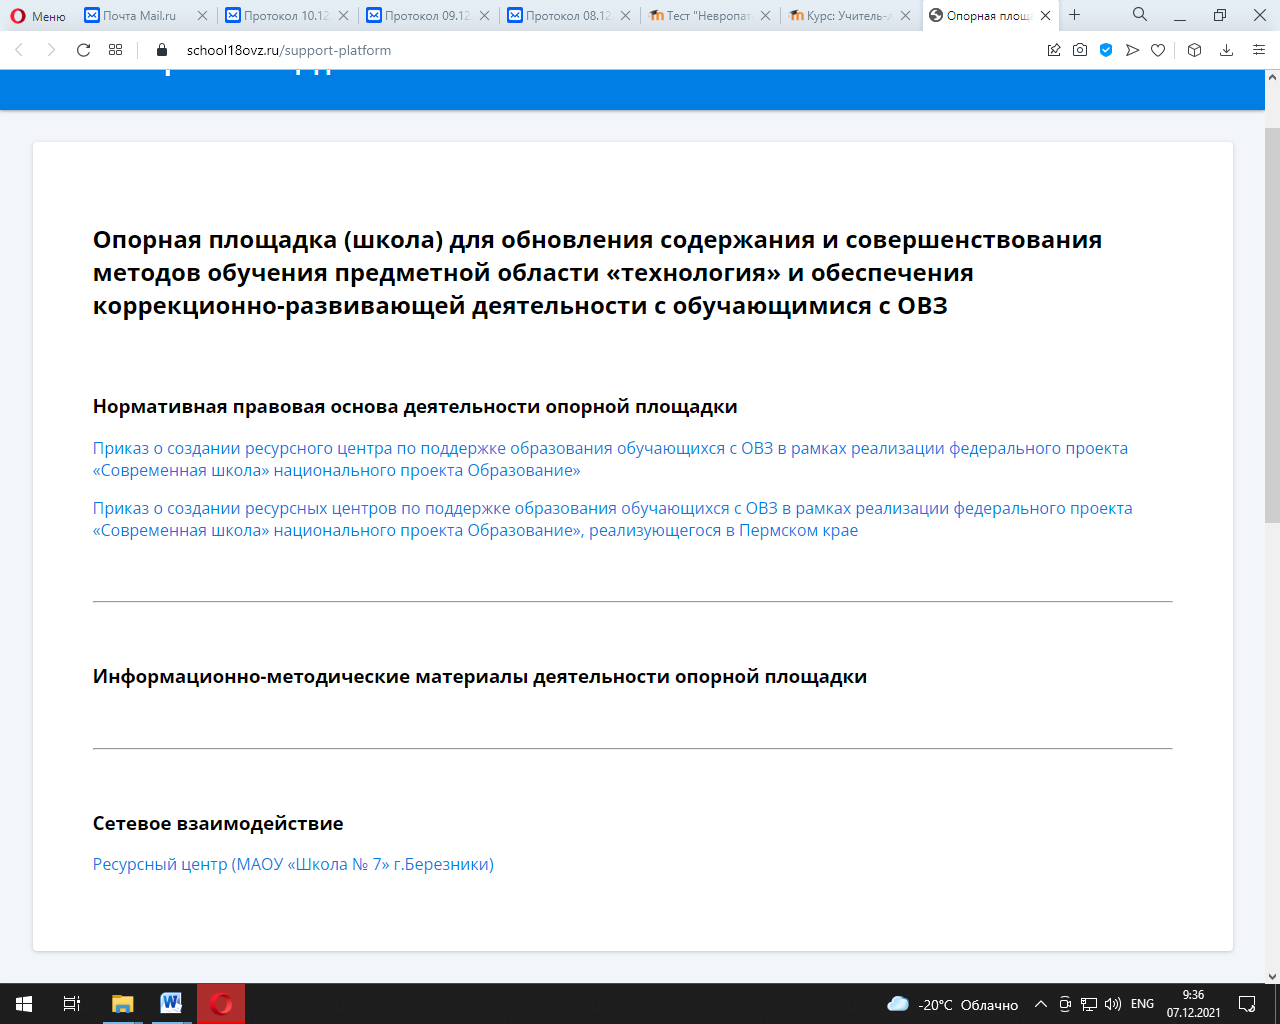 Меню
Почта Mail.ru
Протокол 10.12
Протокол 09.12
Протокол 08.12
Тест "Невропат
Курс: Учитель-л
Опорная площа
school18ovz.ru/support-platform
Опорная площадка (школа) для обновления содержания и совершенствования
методов обучения предметной области «технология» и обеспечения
коррекционно-развивающей деятельности с обучающимися с ОВЗ
Нормативная правовая основа деятельности опорной площадки
Приказ о создании ресурсного центра по поддержке образования обучающихся с ОВЗ в рамках реализации федерального проекта
«Современная школа» национального проекта Образование»
Приказ о создании ресурсных центров по поддержке образования обучающихся с ОВЗ в рамках реализации федерального проекта
«Современная школа» национального проекта Образование», реализующегося в Пермском крае
Информационно-методические материалы деятельности опорной площадки
Сетевое взаимодействие
Ресурсный центр (МАОУ «Школа № 7» г.Березники)
-20°C Облачно
ENG
9:36
07.12.2021